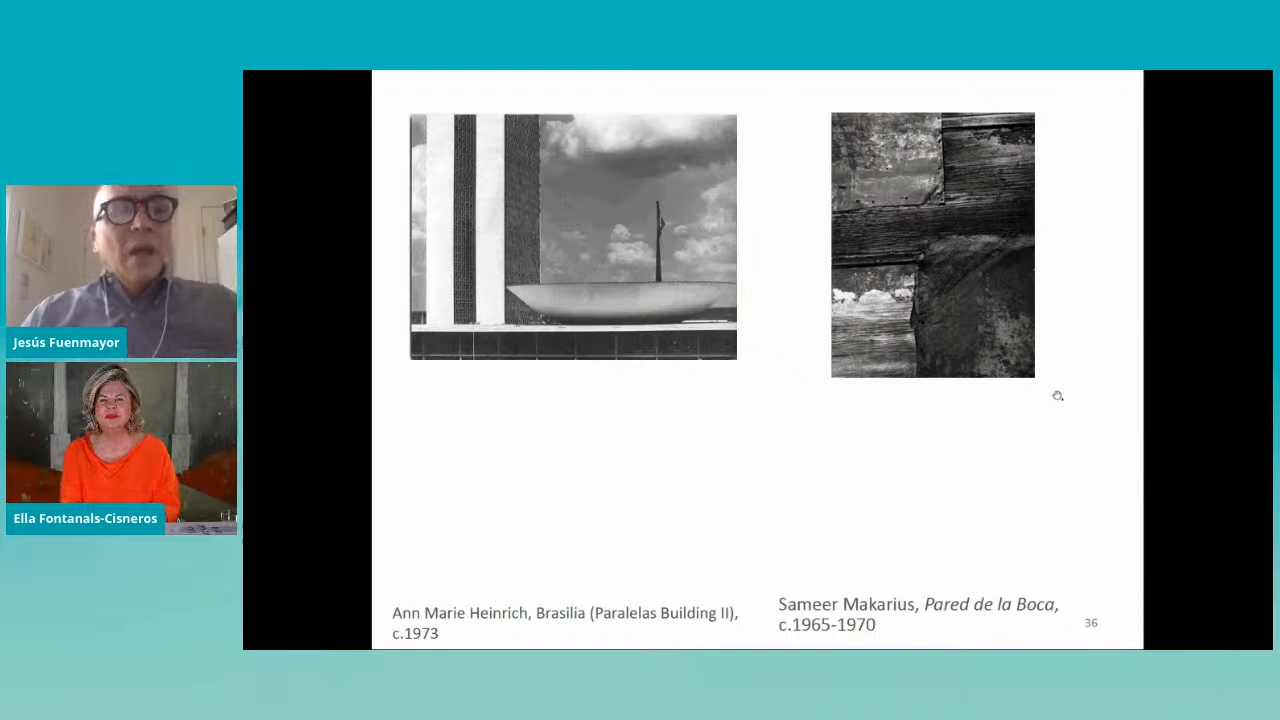 Jesús Fuenmayor
Ella Fontanals-Cisneros
Ann Marie Heinrich, Brasilia (Paralelas Building II),
c.1973
Sameer Makarius, Pared de la Boca,
c.1965-1970
36